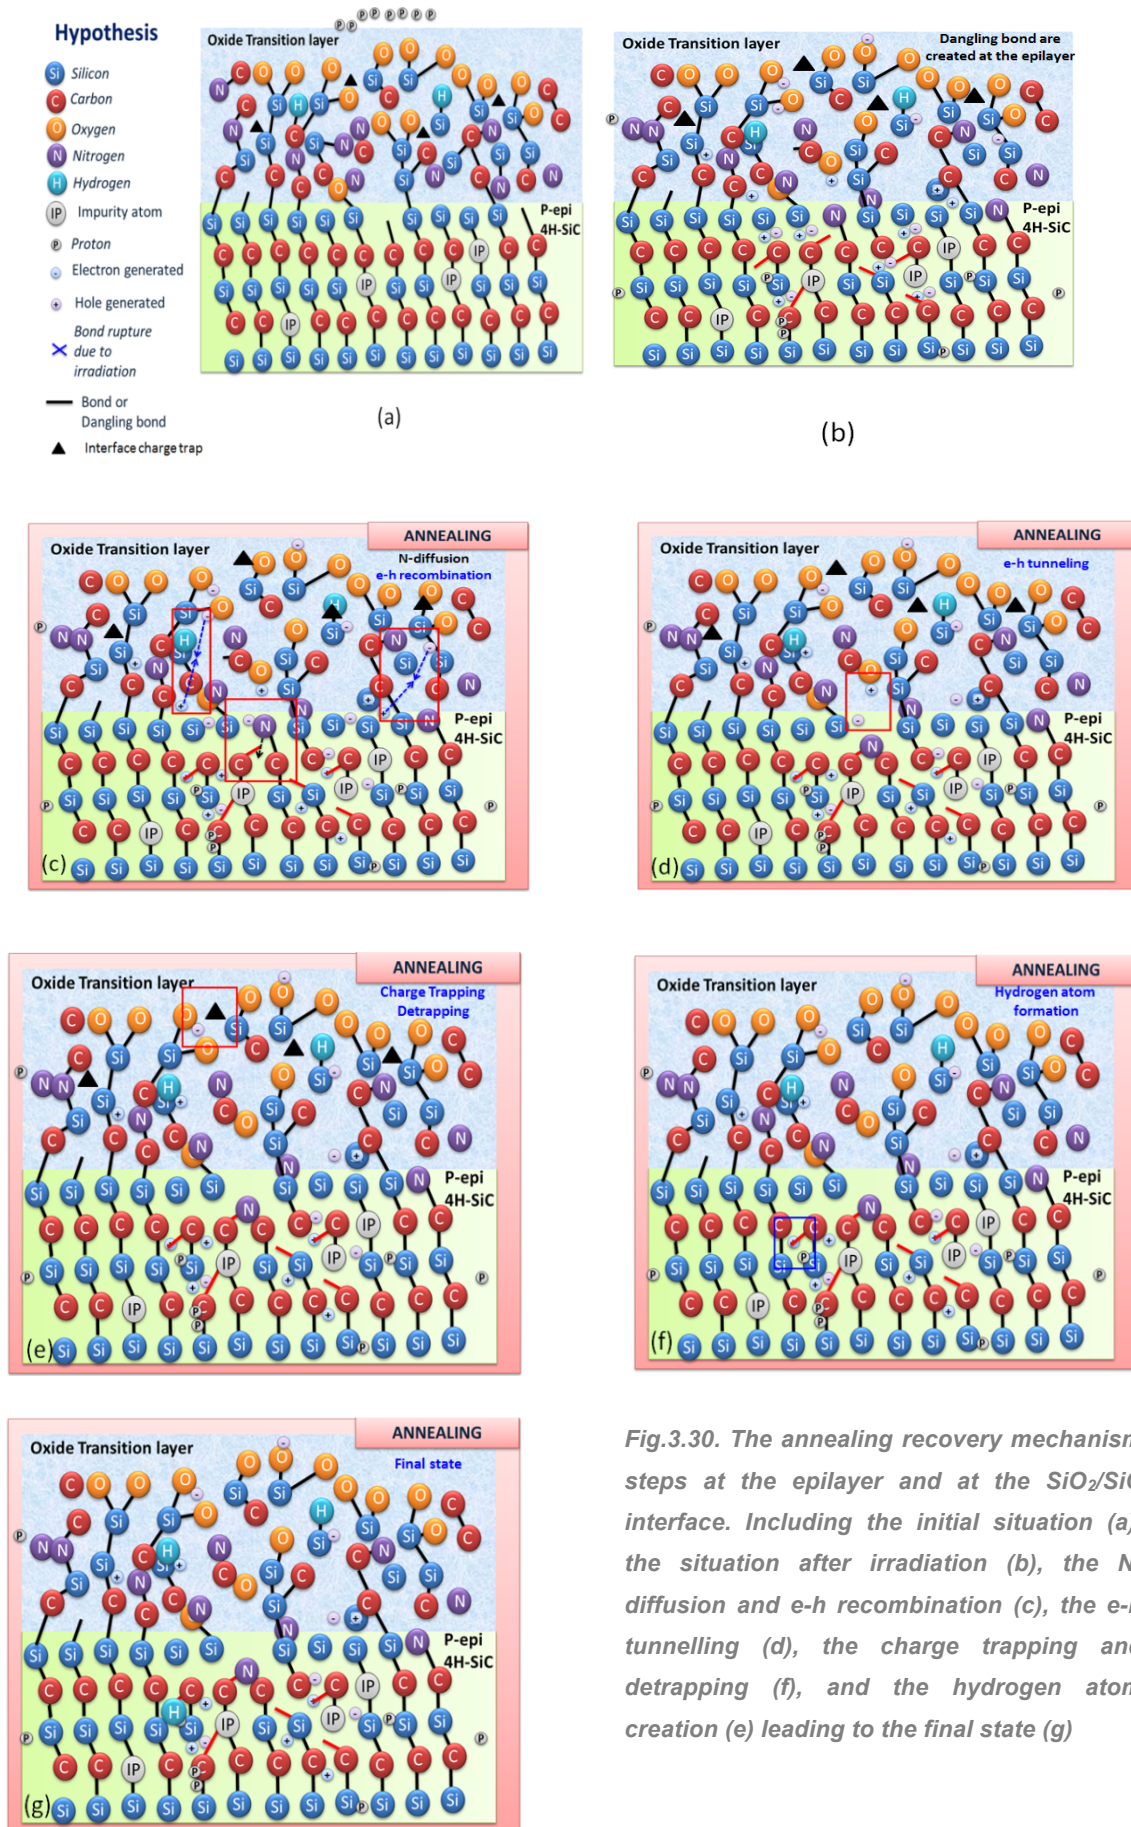 Hypothesis
Si Silicon
C Carbon
O Oxygen
N Nitrogen
H Hydrogen
IP Impurity atom
P Proton
- Electron generated
+ Hole generated
Bond rupture
due to
irradiation
Bond or
Dangling bond
Interface charge trap
Oxide Transition layer
P-epi
4H-SiC
(a)
Oxide Transition layer
Dangling bond are
created at the epilayer
P-epi
4H-SiC
(b)
ANNEALING
Oxide Transition layer
N-diffusion
e-h recombination
P-epi
4H-SiC
(c)
ANNEALING
Oxide Transition layer
e-h tunneling
P-epi
4H-SiC
(d)
ANNEALING
Oxide Transition layer
Charge Trapping
Detrapping
P-epi
4H-SiC
(e)
ANNEALING
Oxide Transition layer
Hydrogen atom
formation
P-epi
4H-SiC
(f)
ANNEALING
Oxide Transition layer
Final state
P-epi
4H-SiC
(g)
Fig.3.30. The annealing recovery mechanism
steps at the epilayer and at the SiO2/SiC
interface. Including the initial situation (a)
the situation after irradiation (b), the N
diffusion and e-h recombination (c), the e-h
tunnelling (d), the charge trapping and
detrapping (f), and the hydrogen atom
creation (e) leading to the final state (g)